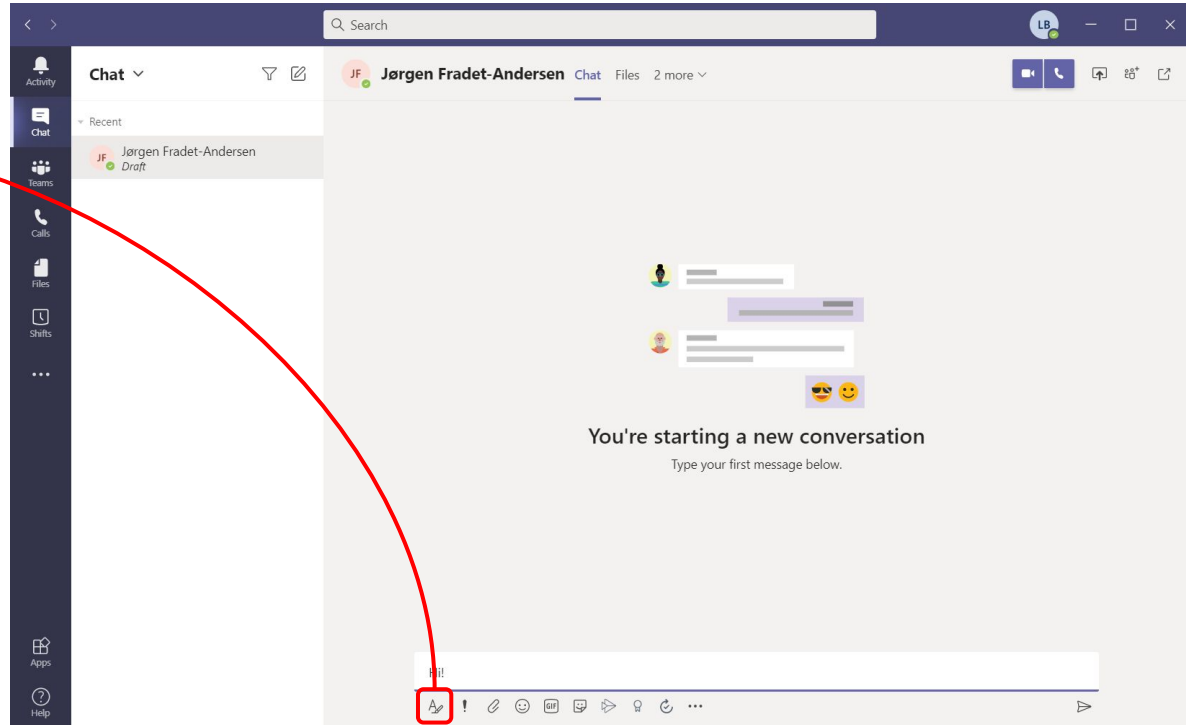 Search
LB
Activity
Chat
Teams
Calls
Files
Shifts
Apps
Help
Chat
Recent
JF
Jørgen Fradet-Andersen
Draft
JF Jørgen Fradet-Andersen Chat Files 2 more
You're starting a new conversation
Type your first message below.
Hi!
GIF